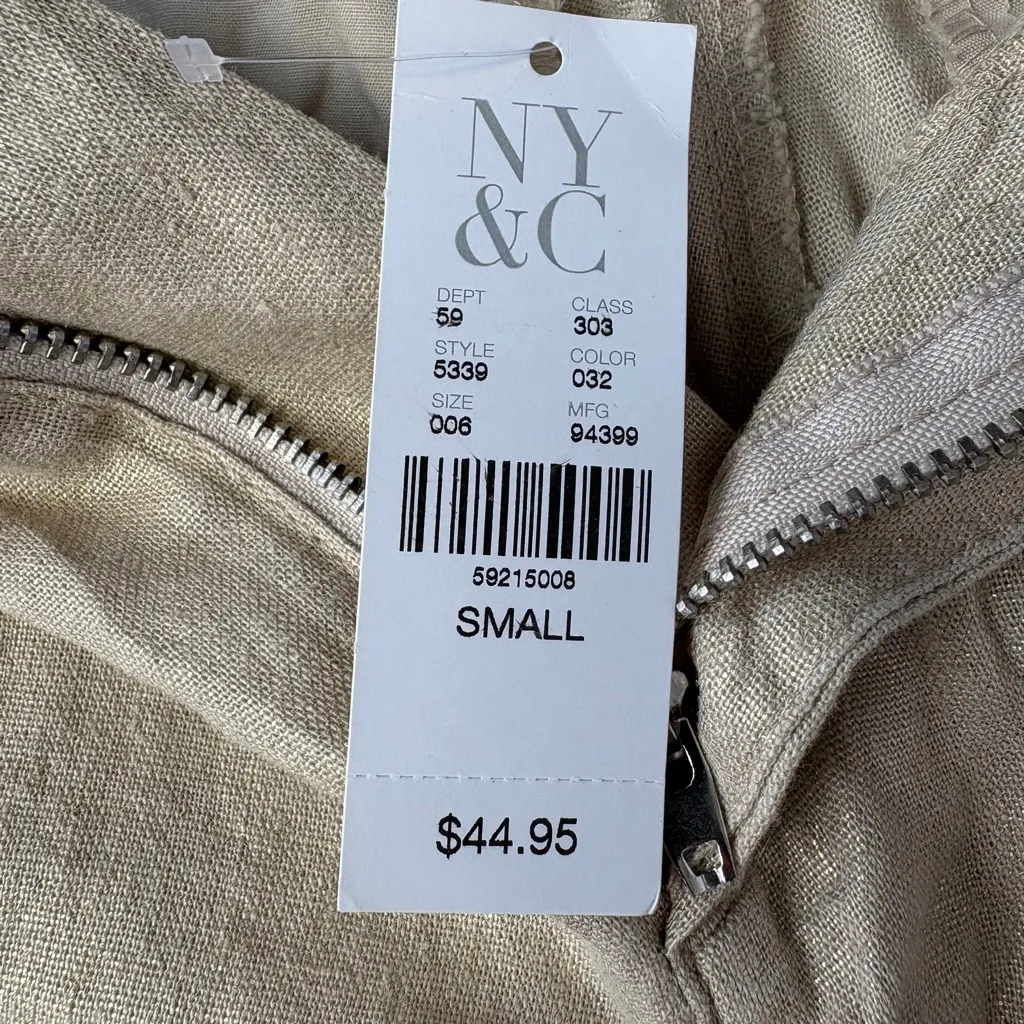 NY
&C
DEPT CLASS
59 303
STYLE COLOR
5339 032
SIZE MFG
006 94399
59215008
SMALL
$44.95